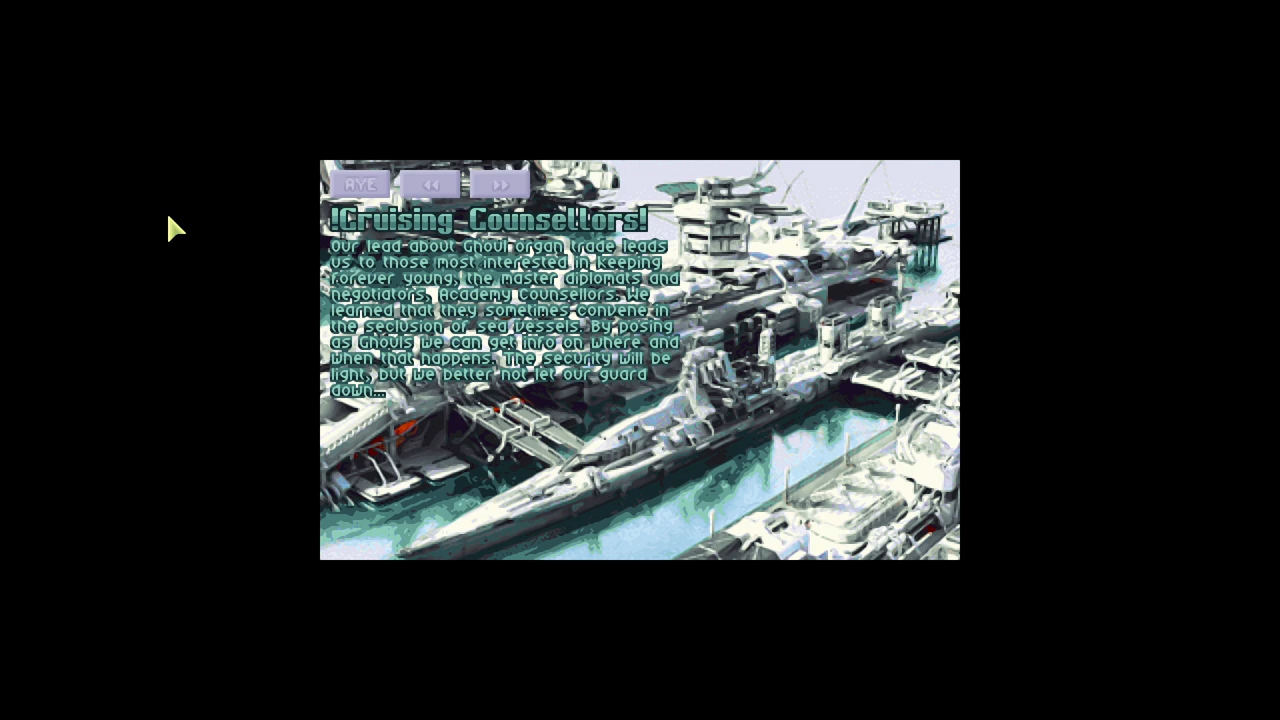 AYE
!Cruising Counsellors!
Our lead about Ghoul organ trade leads
us to those most interested in keeping
forever young, the master diplomats and
negotiators, Academy Counsellors. We
learned that they sometimes convene in
the seclusion of sea vessels. By posing
as Ghouls we can get info on where and
when that happens. The security will be
light, but we better not let our guard
down...